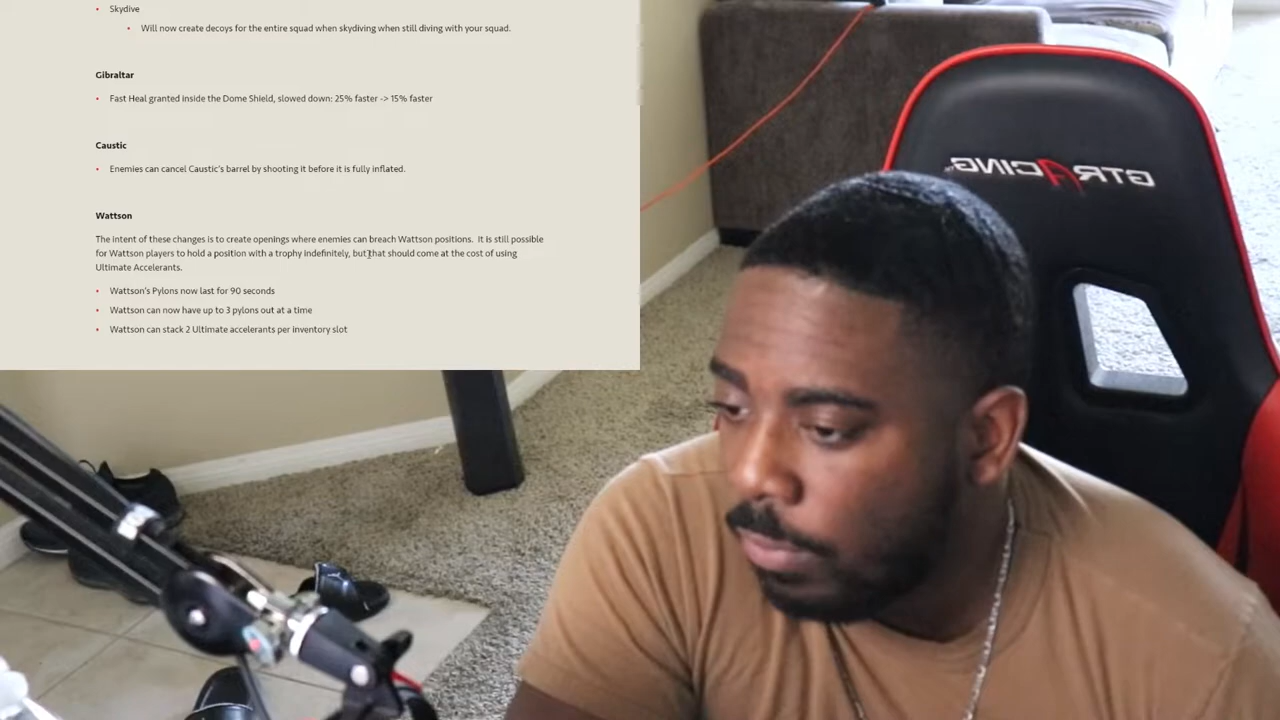 Skydive
Will now create decoys for the entire squad when skydiving when still diving with your squad.
Gibraltar
Fast Heal granted inside the Dome Shield, slowed down: 25% faster -> 15% faster
Caustic
Enemies can cancel Caustic's barrel by shooting it before it is fully inflated.
Wattson
The intent of these changes is to create openings where enemies can breach Wattson positions. It is still possible
for Wattson players to hold a position with a trophy indefinitely, but that should come at the cost of using
Ultimate Accelerants.
Wattson's Pylons now last for 90 seconds
Wattson can now have up to 3 pylons out at a time
Wattson can stack 2 Ultimate accelerants per inventory slot
GTRACING